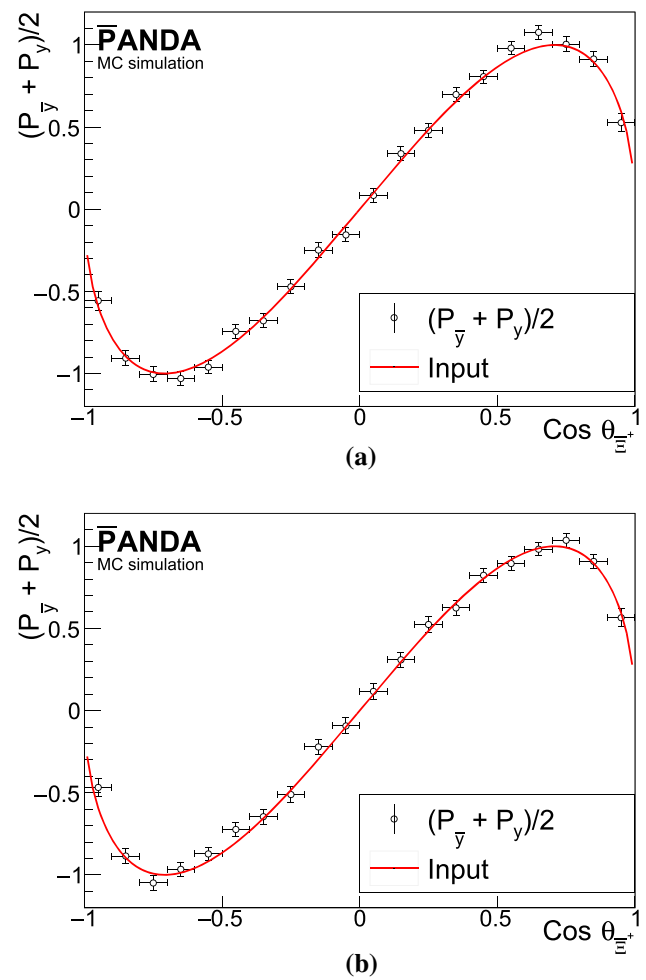 (P_ȳ + P_y)/2
P̅ANDA
MC simulation
1
0.5
0
−0.5
−1
(P_ȳ + P_y)/2
Input
−1 −0.5 0 0.5 1
Cos θ_Ξ̅⁺
(a)
(P_ȳ + P_y)/2
P̅ANDA
MC simulation
1
0.5
0
−0.5
−1
(P_ȳ + P_y)/2
Input
−1 −0.5 0 0.5 1
Cos θ_Ξ̅⁺
(b)